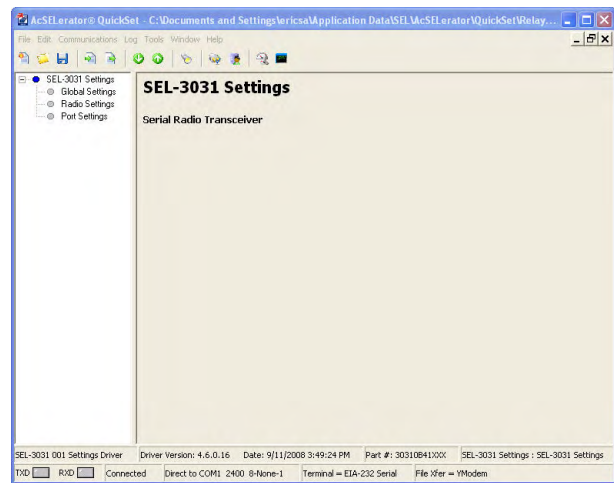 AcSELerator® QuickSet - C:\Documents and Settings\ericsa\Application Data\SEL\AcSELerator\QuickSet\Relay...
File Edit Communications Log Tools Window Help
SEL-3031 Settings
Global Settings
Radio Settings
Port Settings
SEL-3031 Settings
Serial Radio Transceiver
SEL-3031 001 Settings Driver Driver Version: 4.6.0.16 Date: 9/11/2008 3:49:24 PM Part #: 30310B41XXX SEL-3031 Settings : SEL-3031 Settings
TXD RXD Connected Direct to COM1 2400 8-None-1 Terminal = EIA-232 Serial File Xfer = YModem